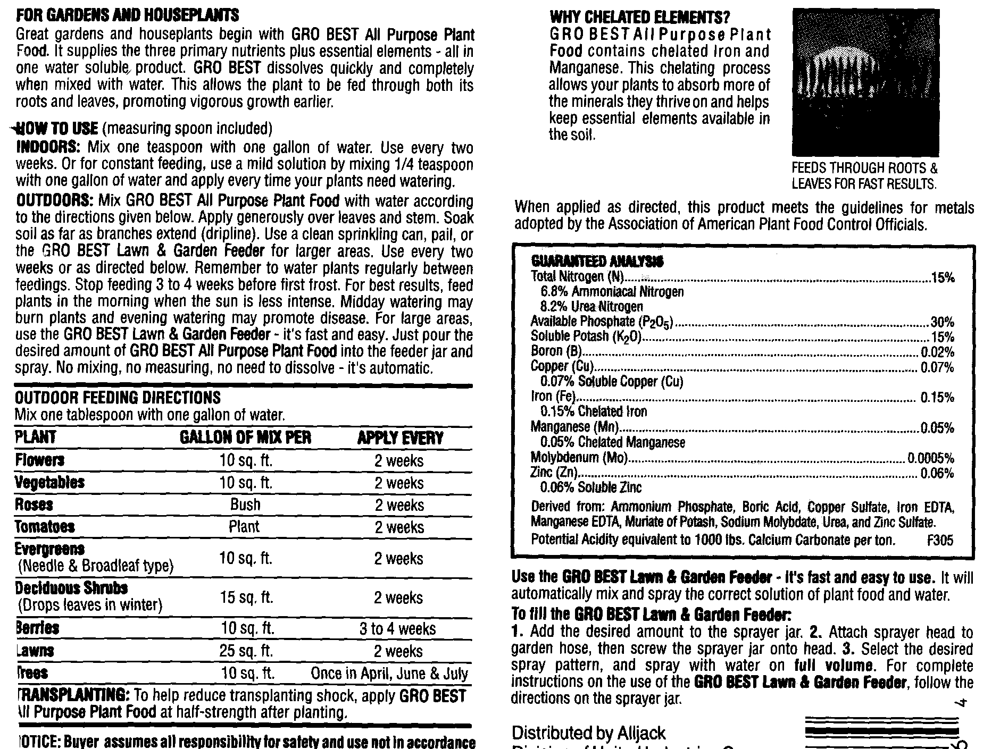 FOR GARDENS AND HOUSEPLANTS
Great gardens and houseplants begin with GRO BEST All Purpose Plant
Food. It supplies the three primary nutrients plus essential elements - all in
one water soluble, product. GRO BEST dissolves quickly and completely
when mixed with water. This allows the plant to be fed through both its
roots and leaves, promoting vigorous growth earlier.
HOW TO USE (measuring spoon included)
INDOORS: Mix one teaspoon with one gallon of water. Use every two
weeks. Or for constant feeding, use a mild solution by mixing 1/4 teaspoon
with one gallon of water and apply every time your plants need watering.
OUTDOORS: Mix GRO BEST All Purpose Plant Food with water according
to the directions given below. Apply generously over leaves and stem. Soak
soil as far as branches extend (dripline). Use a clean sprinkling can, pail, or
the GRO BEST Lawn & Garden Feeder for larger areas. Use every two
weeks or as directed below. Remember to water plants regularly between
feedings. Stop feeding 3 to 4 weeks before first frost. For best results, feed
plants in the morning when the sun is less intense. Midday watering may
burn plants and evening watering may promote disease. For large areas,
use the GRO BEST Lawn & Garden Feeder - it's fast and easy. Just pour the
desired amount of GRO BEST All Purpose Plant Food into the feeder jar and
spray. No mixing, no measuring, no need to dissolve - it's automatic.
OUTDOOR FEEDING DIRECTIONS
Mix one tablespoon with one gallon of water.
PLANT GALLON OF MIX PER APPLY EVERY
Flowers 10 sq. ft. 2 weeks
Vegetables 10 sq. ft. 2 weeks
Roses Bush 2 weeks
Tomatoes Plant 2 weeks
Evergreens
(Needle & Broadleaf type) 10 sq. ft. 2 weeks
Deciduous Shrubs
(Drops leaves in winter) 15 sq. ft. 2 weeks
Berries 10 sq. ft. 3 to 4 weeks
Lawns 25 sq. ft. 2 weeks
Trees 10 sq. ft. Once in April, June & July
TRANSPLANTING: To help reduce transplanting shock, apply GRO BEST
All Purpose Plant Food at half-strength after planting.
NOTICE: Buyer assumes all responsibility for safety and use not in accordance
WHY CHELATED ELEMENTS?
GRO BEST All Purpose Plant
Food contains chelated Iron and
Manganese. This chelating process
allows your plants to absorb more of
the minerals they thrive on and helps
keep essential elements available in
the soil.
FEEDS THROUGH ROOTS &
LEAVES FOR FAST RESULTS.
When applied as directed, this product meets the guidelines for metals
adopted by the Association of American Plant Food Control Officials.
GUARANTEED ANALYSIS
Total Nitrogen (N)....15%
6.8% Ammoniacal Nitrogen
8.2% Urea Nitrogen
Available Phosphate (P2O5)....30%
Soluble Potash (K2O)....15%
Boron (B)....0.02%
Copper (Cu)....0.07%
0.07% Soluble Copper (Cu)
Iron (Fe)....0.15%
0.15% Chelated Iron
Manganese (Mn)....0.05%
0.05% Chelated Manganese
Molybdenum (Mo)....0.0005%
Zinc (Zn)....0.06%
0.06% Soluble Zinc
Derived from: Ammonium Phosphate, Boric Acid, Copper Sulfate, Iron EDTA,
Manganese EDTA, Muriate of Potash, Sodium Molybdate, Urea, and Zinc Sulfate.
Potential Acidity equivalent to 1000 lbs. Calcium Carbonate per ton. F305
Use the GRO BEST Lawn & Garden Feeder - it's fast and easy to use. It will
automatically mix and spray the correct solution of plant food and water.
To fill the GRO BEST Lawn & Garden Feeder:
1. Add the desired amount to the sprayer jar. 2. Attach sprayer head to
garden hose, then screw the sprayer jar onto head. 3. Select the desired
spray pattern, and spray with water on full volume. For complete
instructions on the use of the GRO BEST Lawn & Garden Feeder, follow the
directions on the sprayer jar.
4
Distributed by Alljack